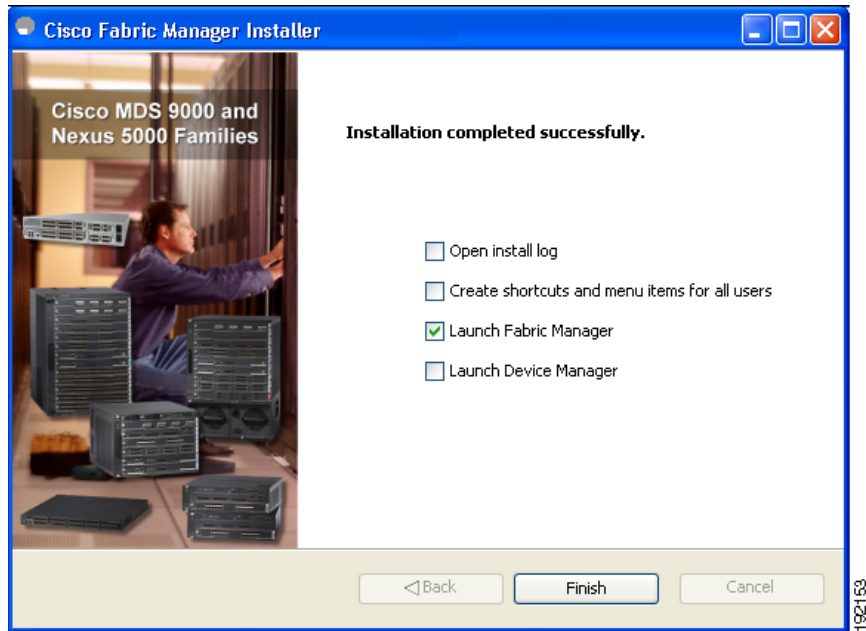 Cisco Fabric Manager Installer
Cisco MDS 9000 and
Nexus 5000 Families
Installation completed successfully.
Open install log
Create shortcuts and menu items for all users
Launch Fabric Manager
Launch Device Manager
Back
Finish
Cancel
192163